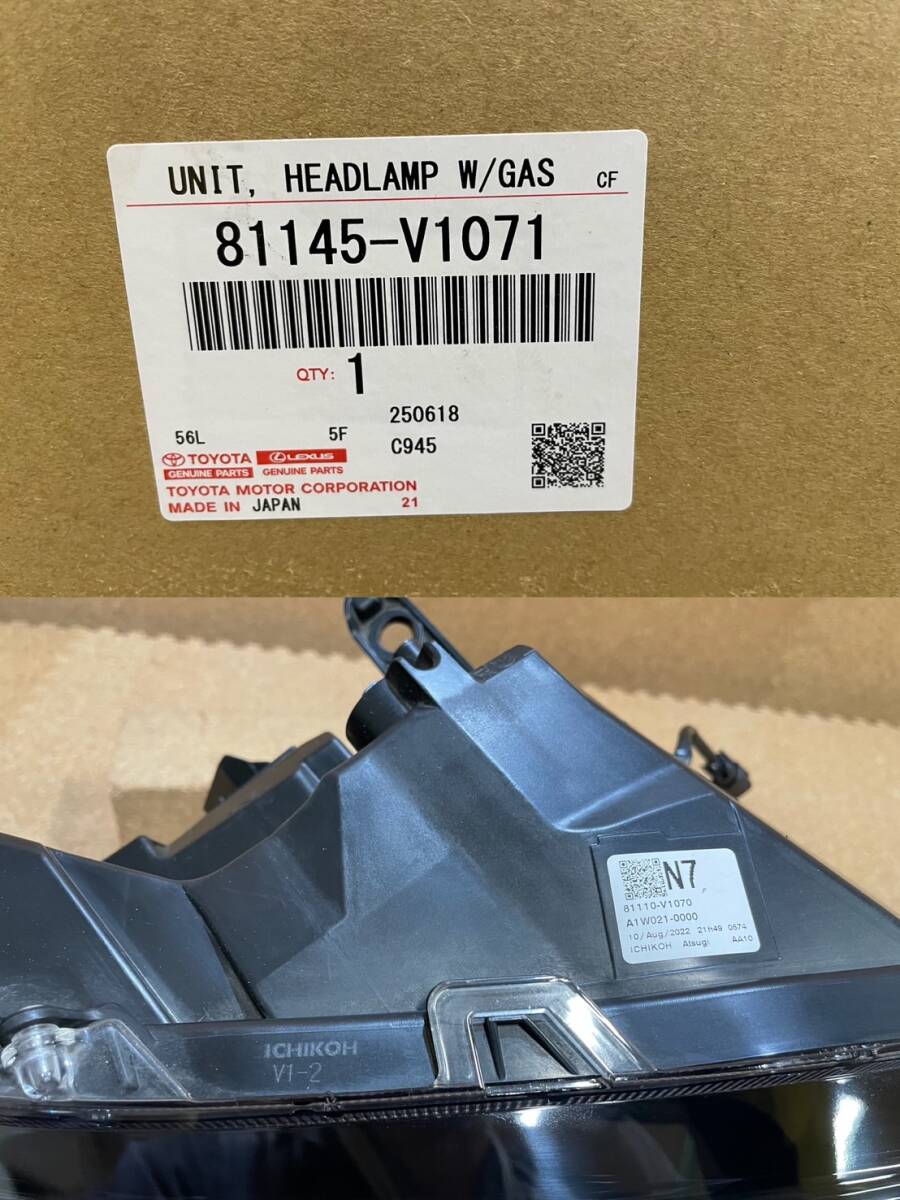 UNIT, HEADLAMP W/GAS CF
81145-V1071
QTY: 1
250618
56L 5F C945
TOYOTA LEXUS
GENUINE PARTS GENUINE PARTS
TOYOTA MOTOR CORPORATION
MADE IN JAPAN 21
N7
81110-V1070
A1W021-0000
10/Aug/2022 21h49 0574
ICHIKOH Atsugi AA10
ICHIKOH
V1-2